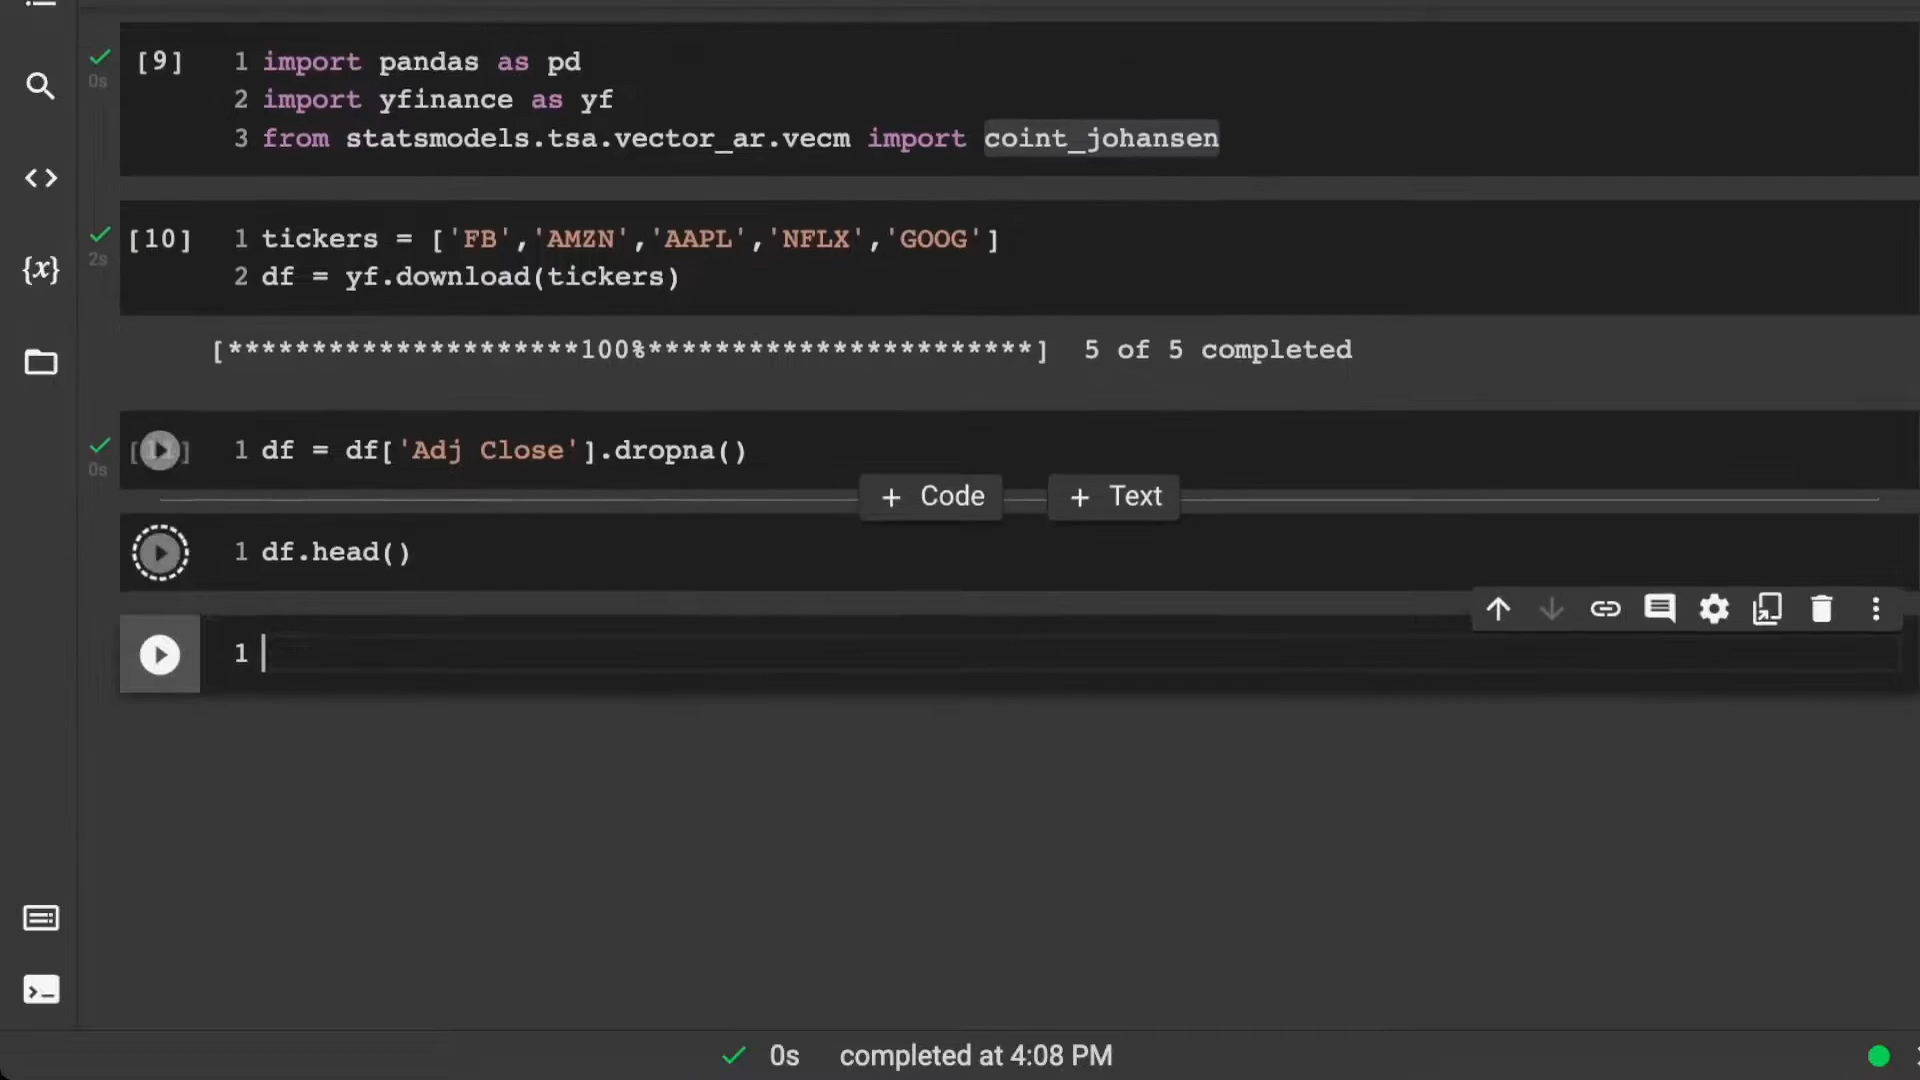 [9] 1 import pandas as pd
0s
2 import yfinance as yf
3 from statsmodels.tsa.vector_ar.vecm import coint_johansen
[10] 1 tickers = ['FB','AMZN','AAPL','NFLX','GOOG']
2s
2 df = yf.download(tickers)
[*********************100%***********************] 5 of 5 completed
[11] 1 df = df['Adj Close'].dropna()
0s
+ Code + Text
1 df.head()
1
{x}
0s completed at 4:08 PM